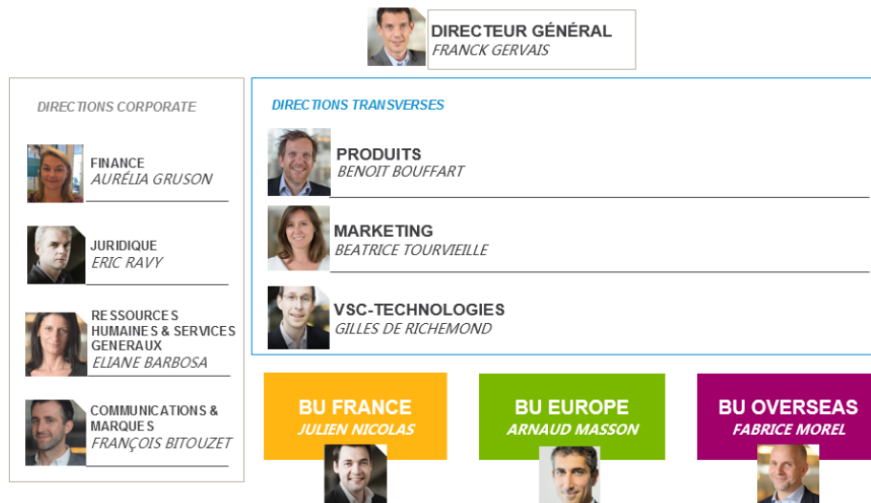 DIRECTEUR GÉNÉRAL
FRANCK GERVAIS
DIRECTIONS CORPORATE
FINANCE
AURÉLIA GRUSON
JURIDIQUE
ERIC RAVY
RESSOURCES
HUMAINES & SERVICES
GENERAUX
ELIANE BARBOSA
COMMUNICATIONS &
MARQUES
FRANÇOIS BITOUZET
DIRECTIONS TRANSVERSES
PRODUITS
BENOIT BOUFFART
MARKETING
BEATRICE TOURVIEILLE
VSC-TECHNOLOGIES
GILLES DE RICHEMOND
BU FRANCE
JULIEN NICOLAS
BU EUROPE
ARNAUD MASSON
BU OVERSEAS
FABRICE MOREL